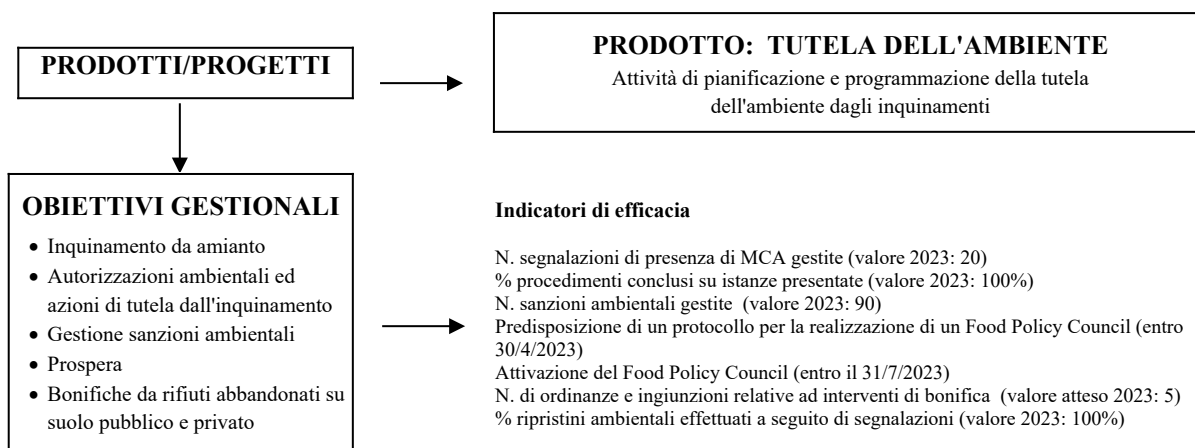 PRODOTTI/PROGETTI
PRODOTTO:  TUTELA DELL'AMBIENTE
Attività di pianificazione e programmazione della tutela
dell'ambiente dagli inquinamenti
OBIETTIVI GESTIONALI
• Inquinamento da amianto
• Autorizzazioni ambientali ed
azioni di tutela dall'inquinamento
• Gestione sanzioni ambientali
• Prospera
• Bonifiche da rifiuti abbandonati su
suolo pubblico e privato
Indicatori di efficacia
N. segnalazioni di presenza di MCA gestite (valore 2023: 20)
% procedimenti conclusi su istanze presentate (valore 2023: 100%)
N. sanzioni ambientali gestite  (valore 2023: 90)
Predisposizione di un protocollo per la realizzazione di un Food Policy Council (entro
30/4/2023)
Attivazione del Food Policy Council (entro il 31/7/2023)
N. di ordinanze e ingiunzioni relative ad interventi di bonifica  (valore atteso 2023: 5)
% ripristini ambientali effettuati a seguito di segnalazioni (valore 2023: 100%)